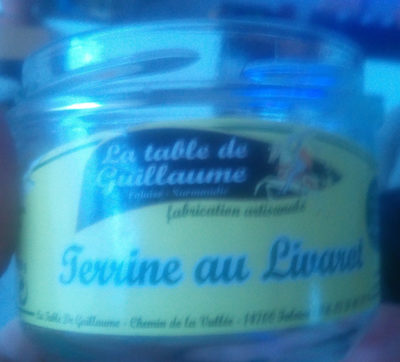 La table de
Guillaume
Falaise - Normandie
fabrication artisanale
Terrine au Livarot
La Table De Guillaume - Chemin de la Vallée - 14700 Falaise